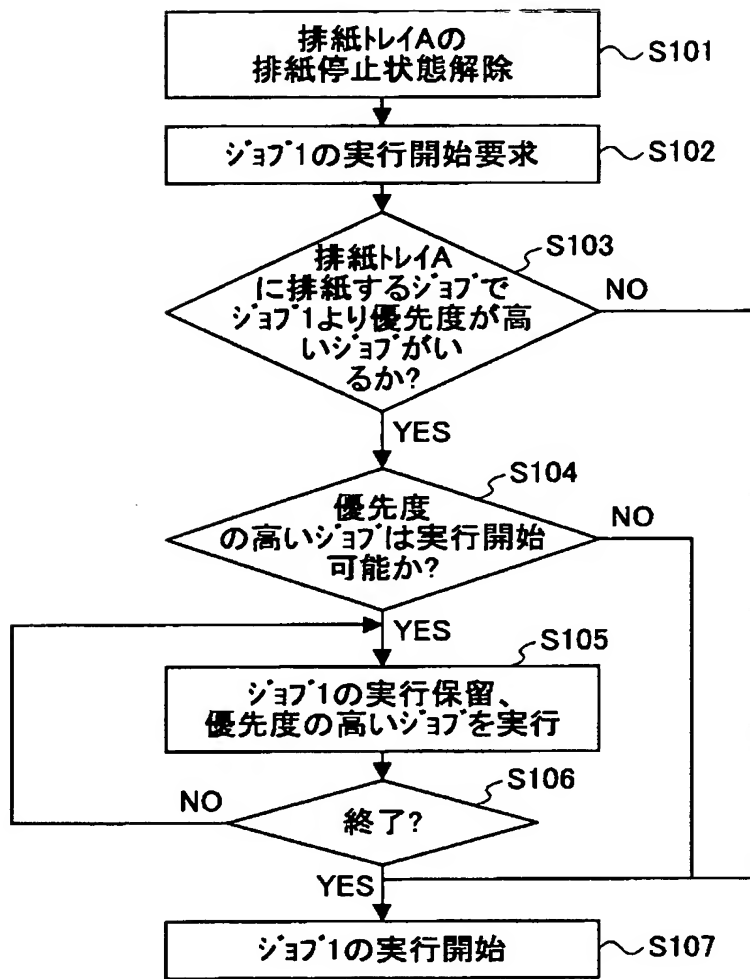 排紙トレイAの
排紙停止状態解除
S101
ジョブ1の実行開始要求
S102
S103
排紙トレイA
に排紙するジョブで
ジョブ1より優先度が高
いジョブがい
るか?
NO
YES
S104
優先度
の高いジョブは実行開始
可能か?
NO
YES
S105
ジョブ1の実行保留、
優先度の高いジョブを実行
S106
NO
終了?
YES
ジョブ1の実行開始
S107